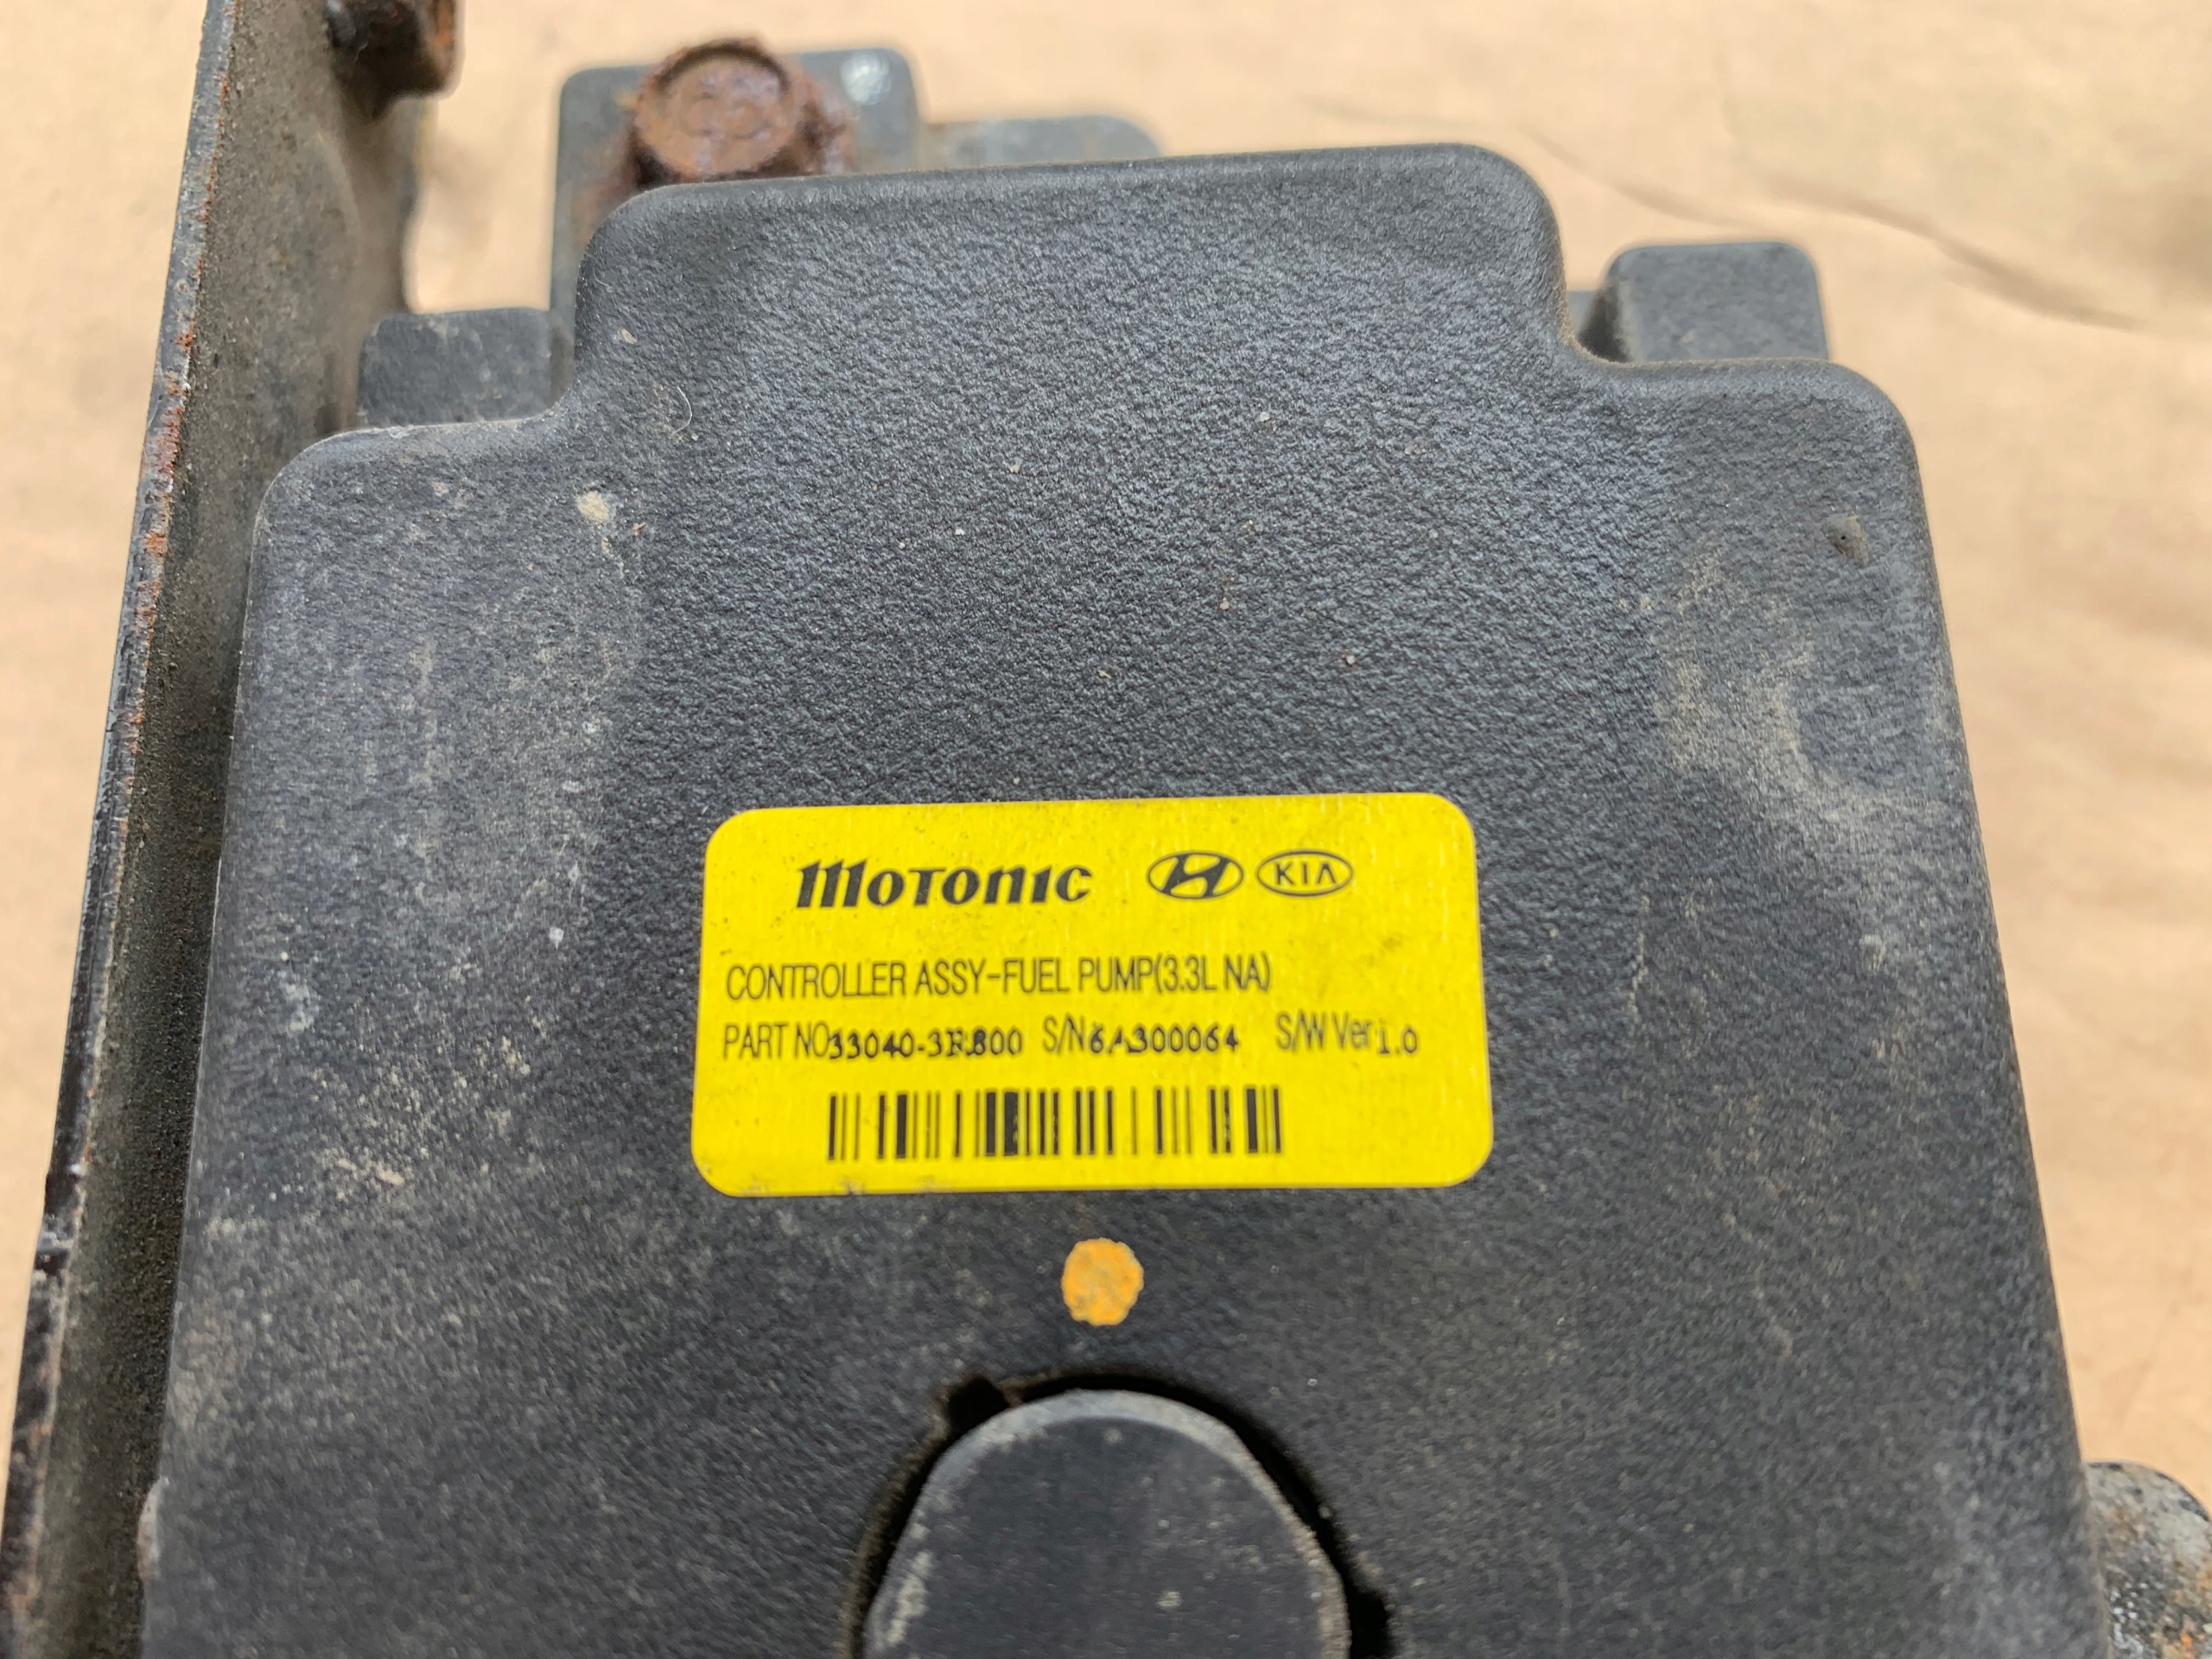 MOTONIC H KIA
CONTROLLER ASSY-FUEL PUMP(3.3L NA)
PART NO33040-3R800 S/N6A300064 S/W Ver1.0